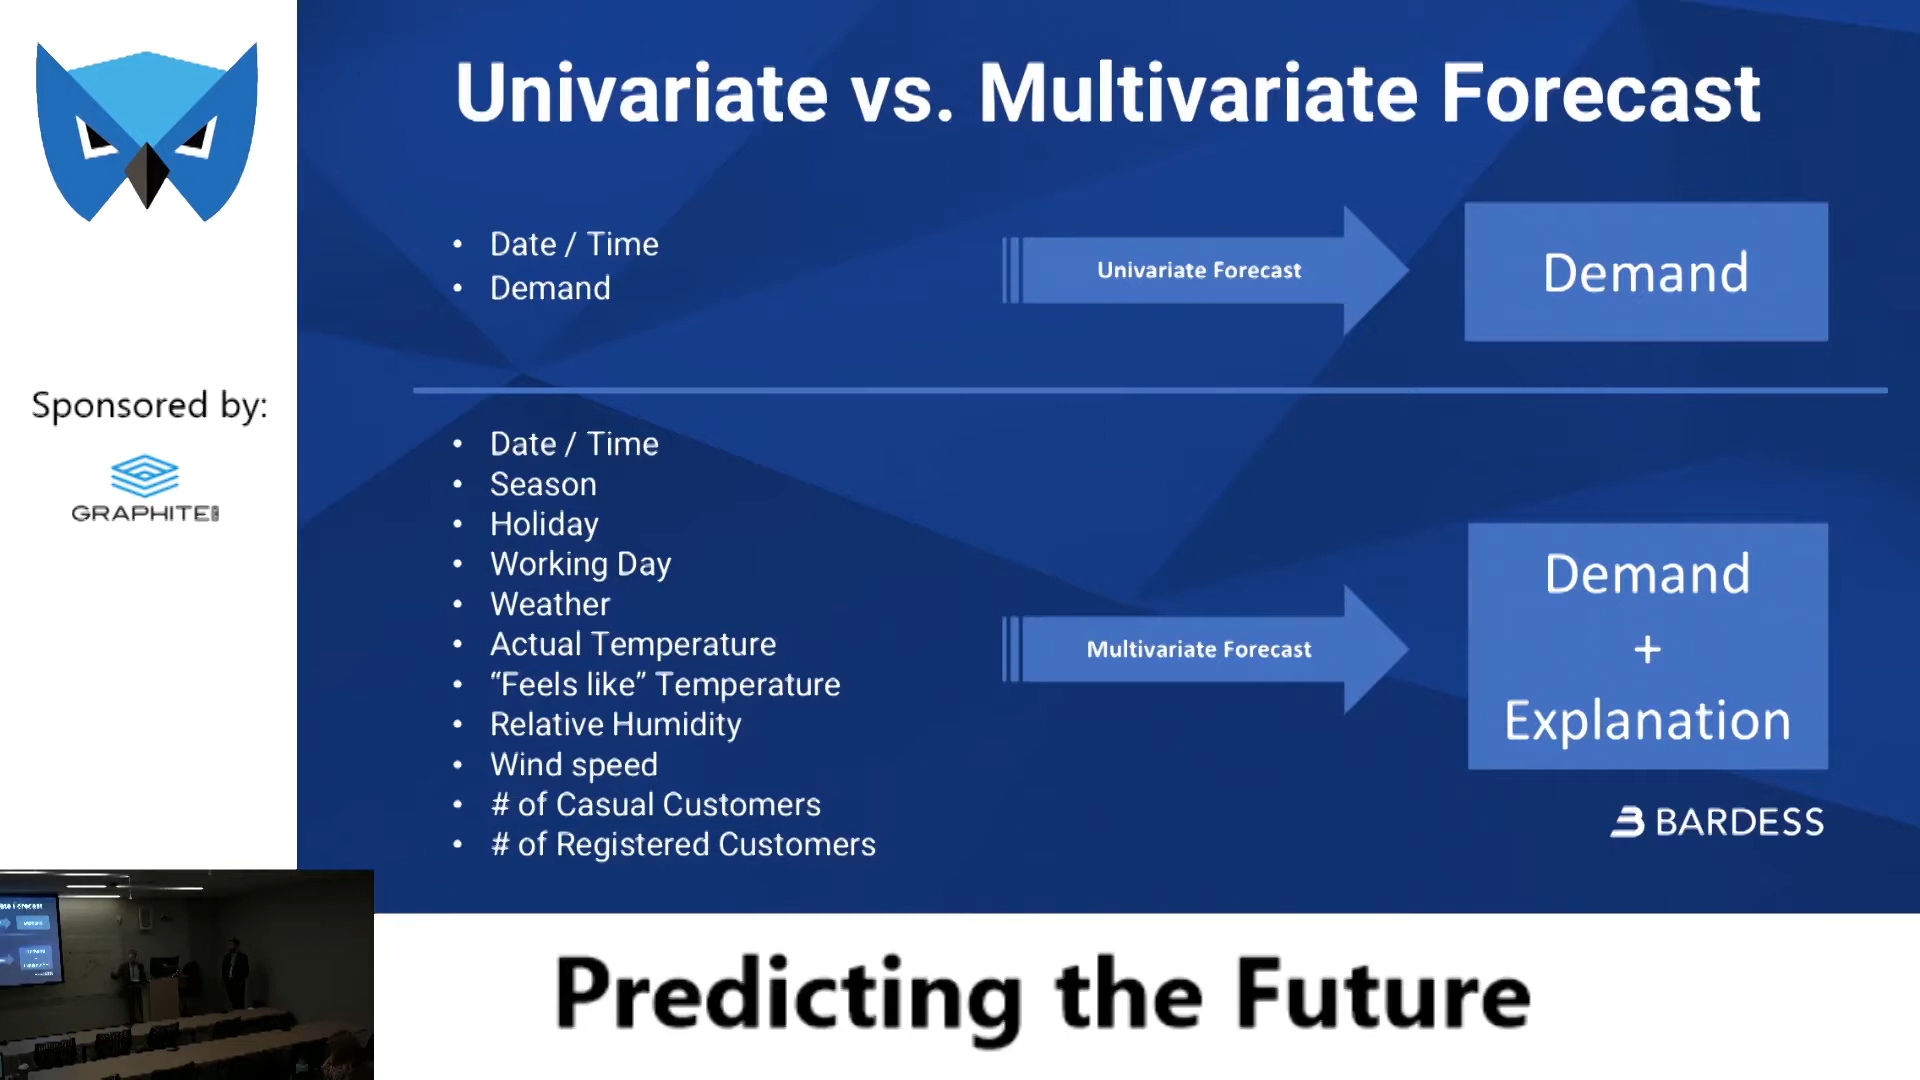 Univariate vs. Multivariate Forecast
• Date / Time
• Demand
Univariate Forecast
Demand
Sponsored by:
GRAPHITE
• Date / Time
• Season
• Holiday
• Working Day
• Weather
• Actual Temperature
• “Feels like” Temperature
• Relative Humidity
• Wind speed
• # of Casual Customers
• # of Registered Customers
Multivariate Forecast
Demand
+
Explanation
BARDESS
Predicting the Future